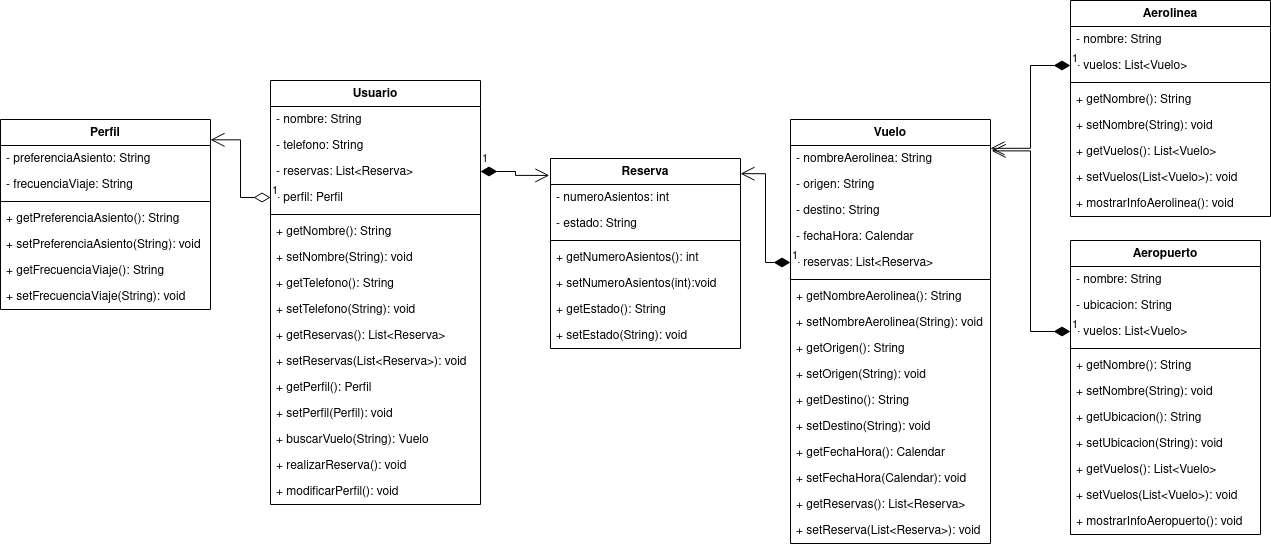 Perfil
- preferenciaAsiento: String
- frecuenciaViaje: String
+ getPreferenciaAsiento(): String
+ setPreferenciaAsiento(String): void
+ getFrecuenciaViaje(): String
+ setFrecuenciaViaje(String): void
Usuario
- nombre: String
- telefono: String
- reservas: List<Reserva>
1
- perfil: Perfil
1
+ getNombre(): String
+ setNombre(String): void
+ getTelefono(): String
+ setTelefono(String): void
+ getReservas(): List<Reserva>
+ setReservas(List<Reserva>): void
+ getPerfil(): Perfil
+ setPerfil(Perfil): void
+ buscarVuelo(String): Vuelo
+ realizarReserva(): void
+ modificarPerfil(): void
Reserva
- numeroAsientos: int
- estado: String
+ getNumeroAsientos(): int
+ setNumeroAsientos(int):void
+ getEstado(): String
+ setEstado(String): void
Vuelo
- nombreAerolinea: String
- origen: String
- destino: String
- fechaHora: Calendar
1
- reservas: List<Reserva>
+ getNombreAerolinea(): String
+ setNombreAerolinea(String): void
+ getOrigen(): String
+ setOrigen(String): void
+ getDestino(): String
+ setDestino(String): void
+ getFechaHora(): Calendar
+ setFechaHora(Calendar): void
+ getReservas(): List<Reserva>
+ setReserva(List<Reserva>): void
Aerolinea
- nombre: String
1
- vuelos: List<Vuelo>
+ getNombre(): String
+ setNombre(String): void
+ getVuelos(): List<Vuelo>
+ setVuelos(List<Vuelo>): void
+ mostrarInfoAerolinea(): void
Aeropuerto
- nombre: String
- ubicacion: String
1
- vuelos: List<Vuelo>
+ getNombre(): String
+ setNombre(String): void
+ getUbicacion(): String
+ setUbicacion(String): void
+ getVuelos(): List<Vuelo>
+ setVuelos(List<Vuelo>): void
+ mostrarInfoAeropuerto(): void